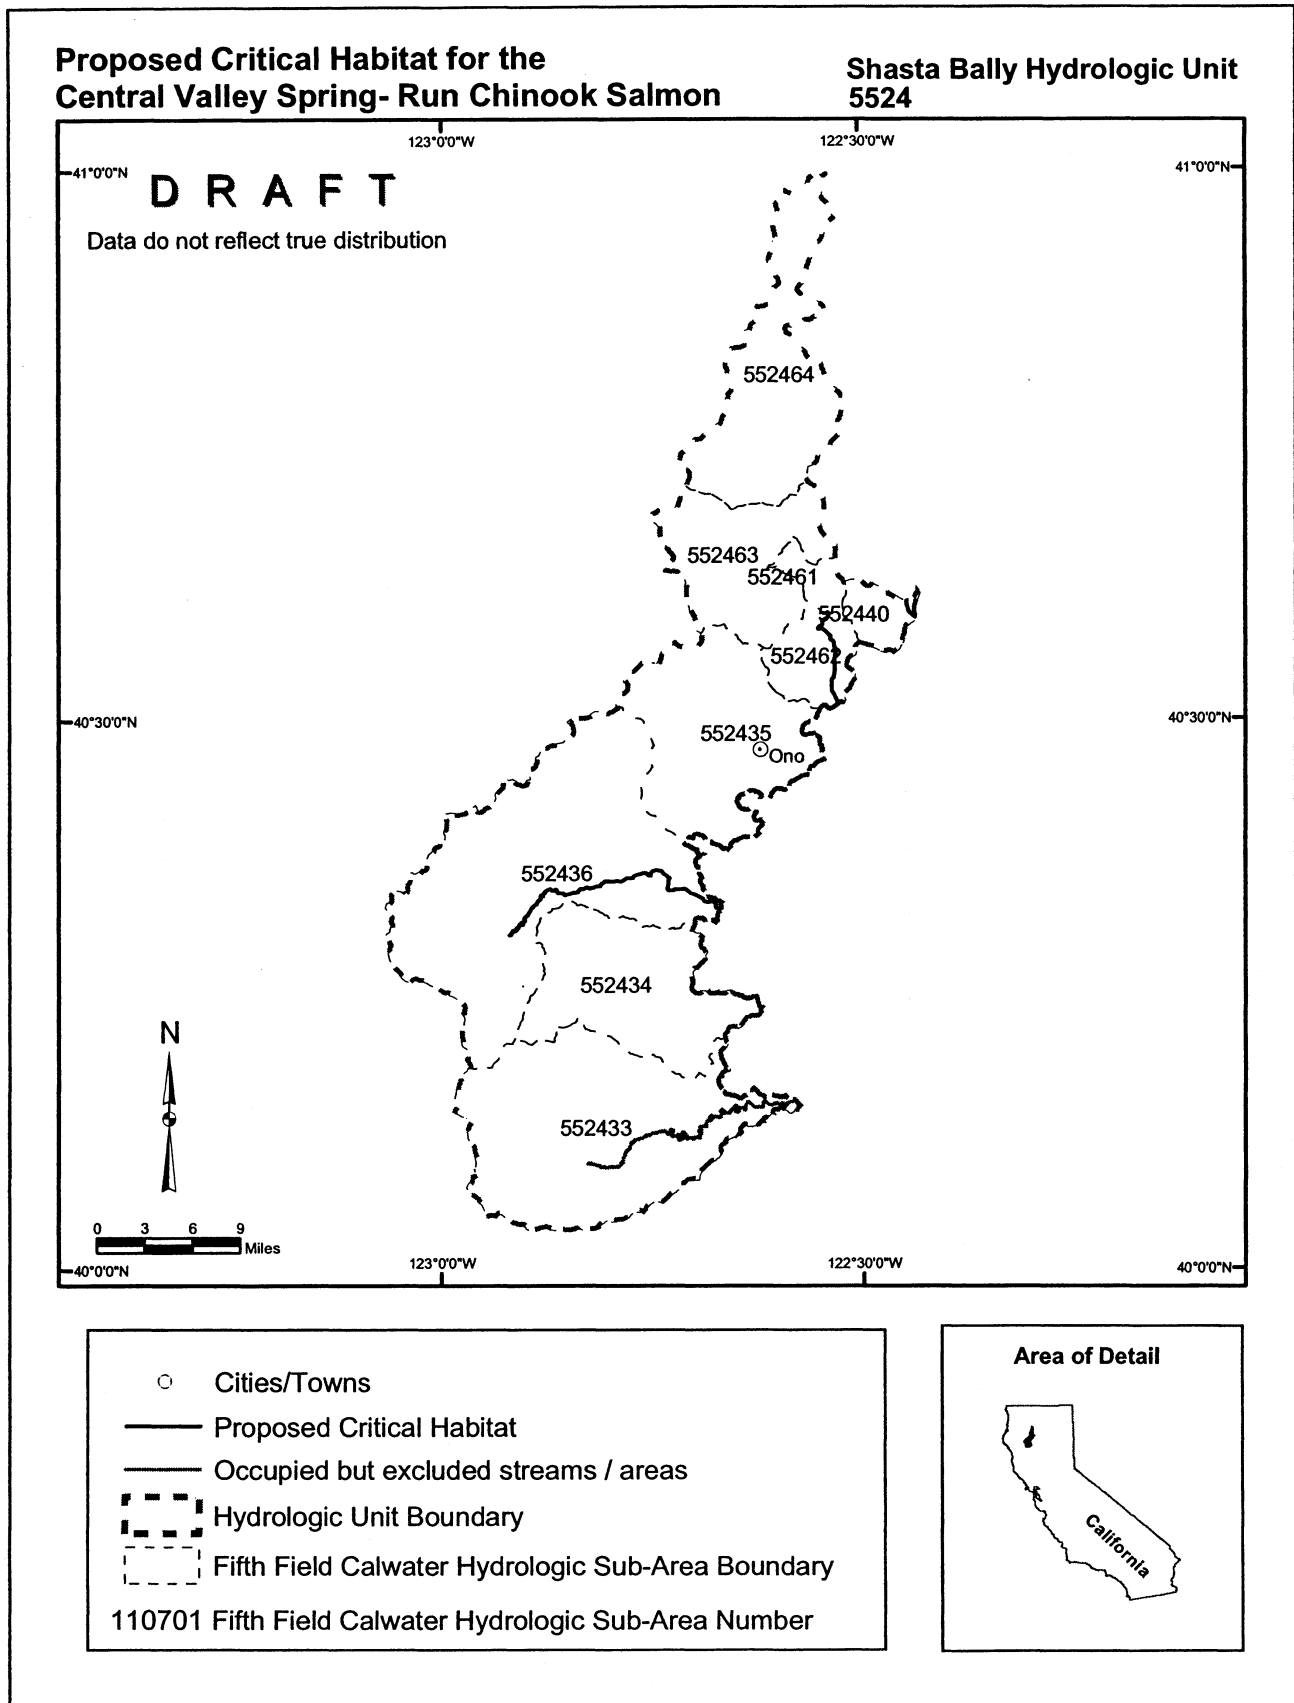 Proposed Critical Habitat for the
Central Valley Spring- Run Chinook Salmon
Shasta Bally Hydrologic Unit
5524
123°0'0"W
122°30'0"W
41°0'0"N
41°0'0"N
D R A F T
Data do not reflect true distribution
552464
552463
552461
552440
552462
40°30'0"N
40°30'0"N
552435
Ono
552436
552434
N
552433
0 3 6 9
Miles
123°0'0"W
122°30'0"W
40°0'0"N
40°0'0"N
Cities/Towns
Proposed Critical Habitat
Occupied but excluded streams / areas
Hydrologic Unit Boundary
Fifth Field Calwater Hydrologic Sub-Area Boundary
110701 Fifth Field Calwater Hydrologic Sub-Area Number
Area of Detail
California